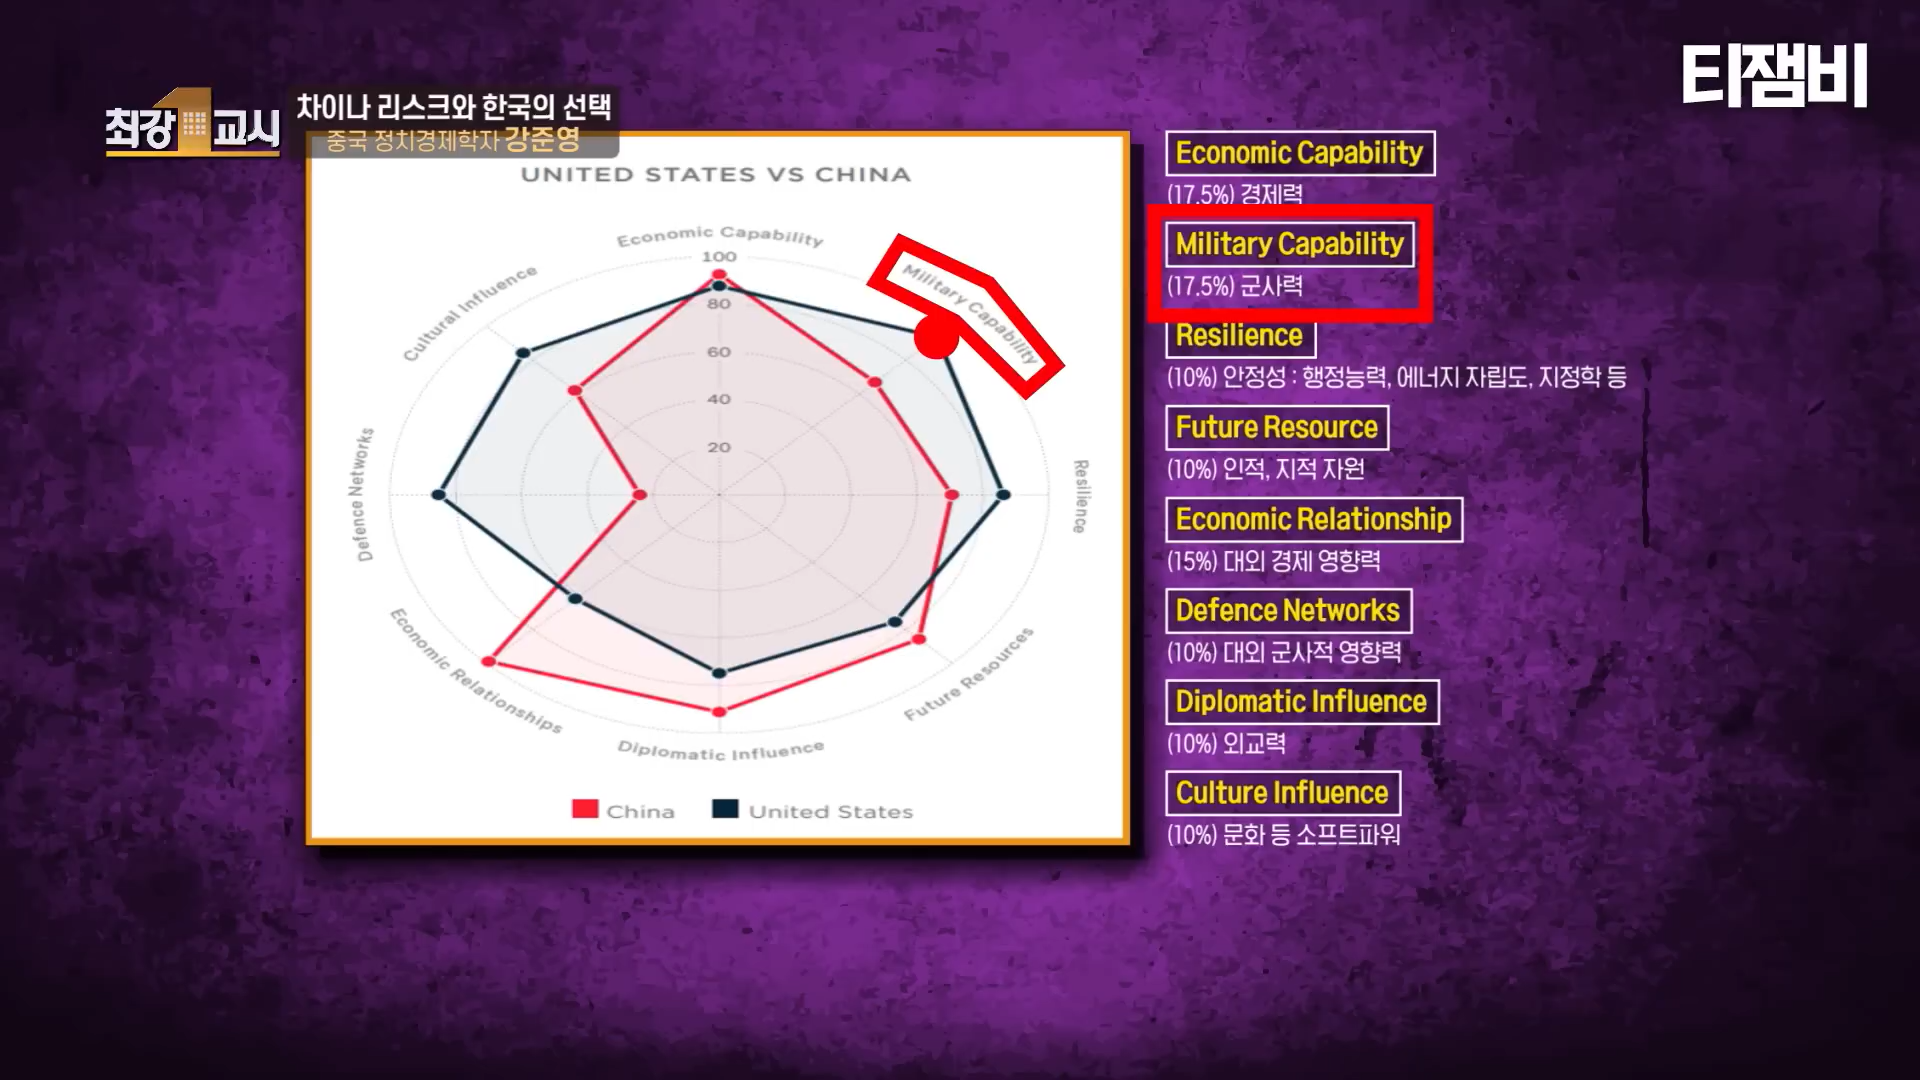 티잼비
최강1교시
차이나 리스크와 한국의 선택
중국 정치경제학자 강준영
UNITED STATES VS CHINA
Economic Capability
Military Capability
Resilience
Future Resources
Diplomatic Influence
Economic Relationships
Defence Networks
Cultural Influence
100
80
60
40
20
China
United States
Economic Capability
(17.5%) 경제력
Military Capability
(17.5%) 군사력
Resilience
(10%) 안정성 : 행정능력, 에너지 자립도, 지정학 등
Future Resource
(10%) 인적, 지적 자원
Economic Relationship
(15%) 대외 경제 영향력
Defence Networks
(10%) 대외 군사적 영향력
Diplomatic Influence
(10%) 외교력
Culture Influence
(10%) 문화 등 소프트파워